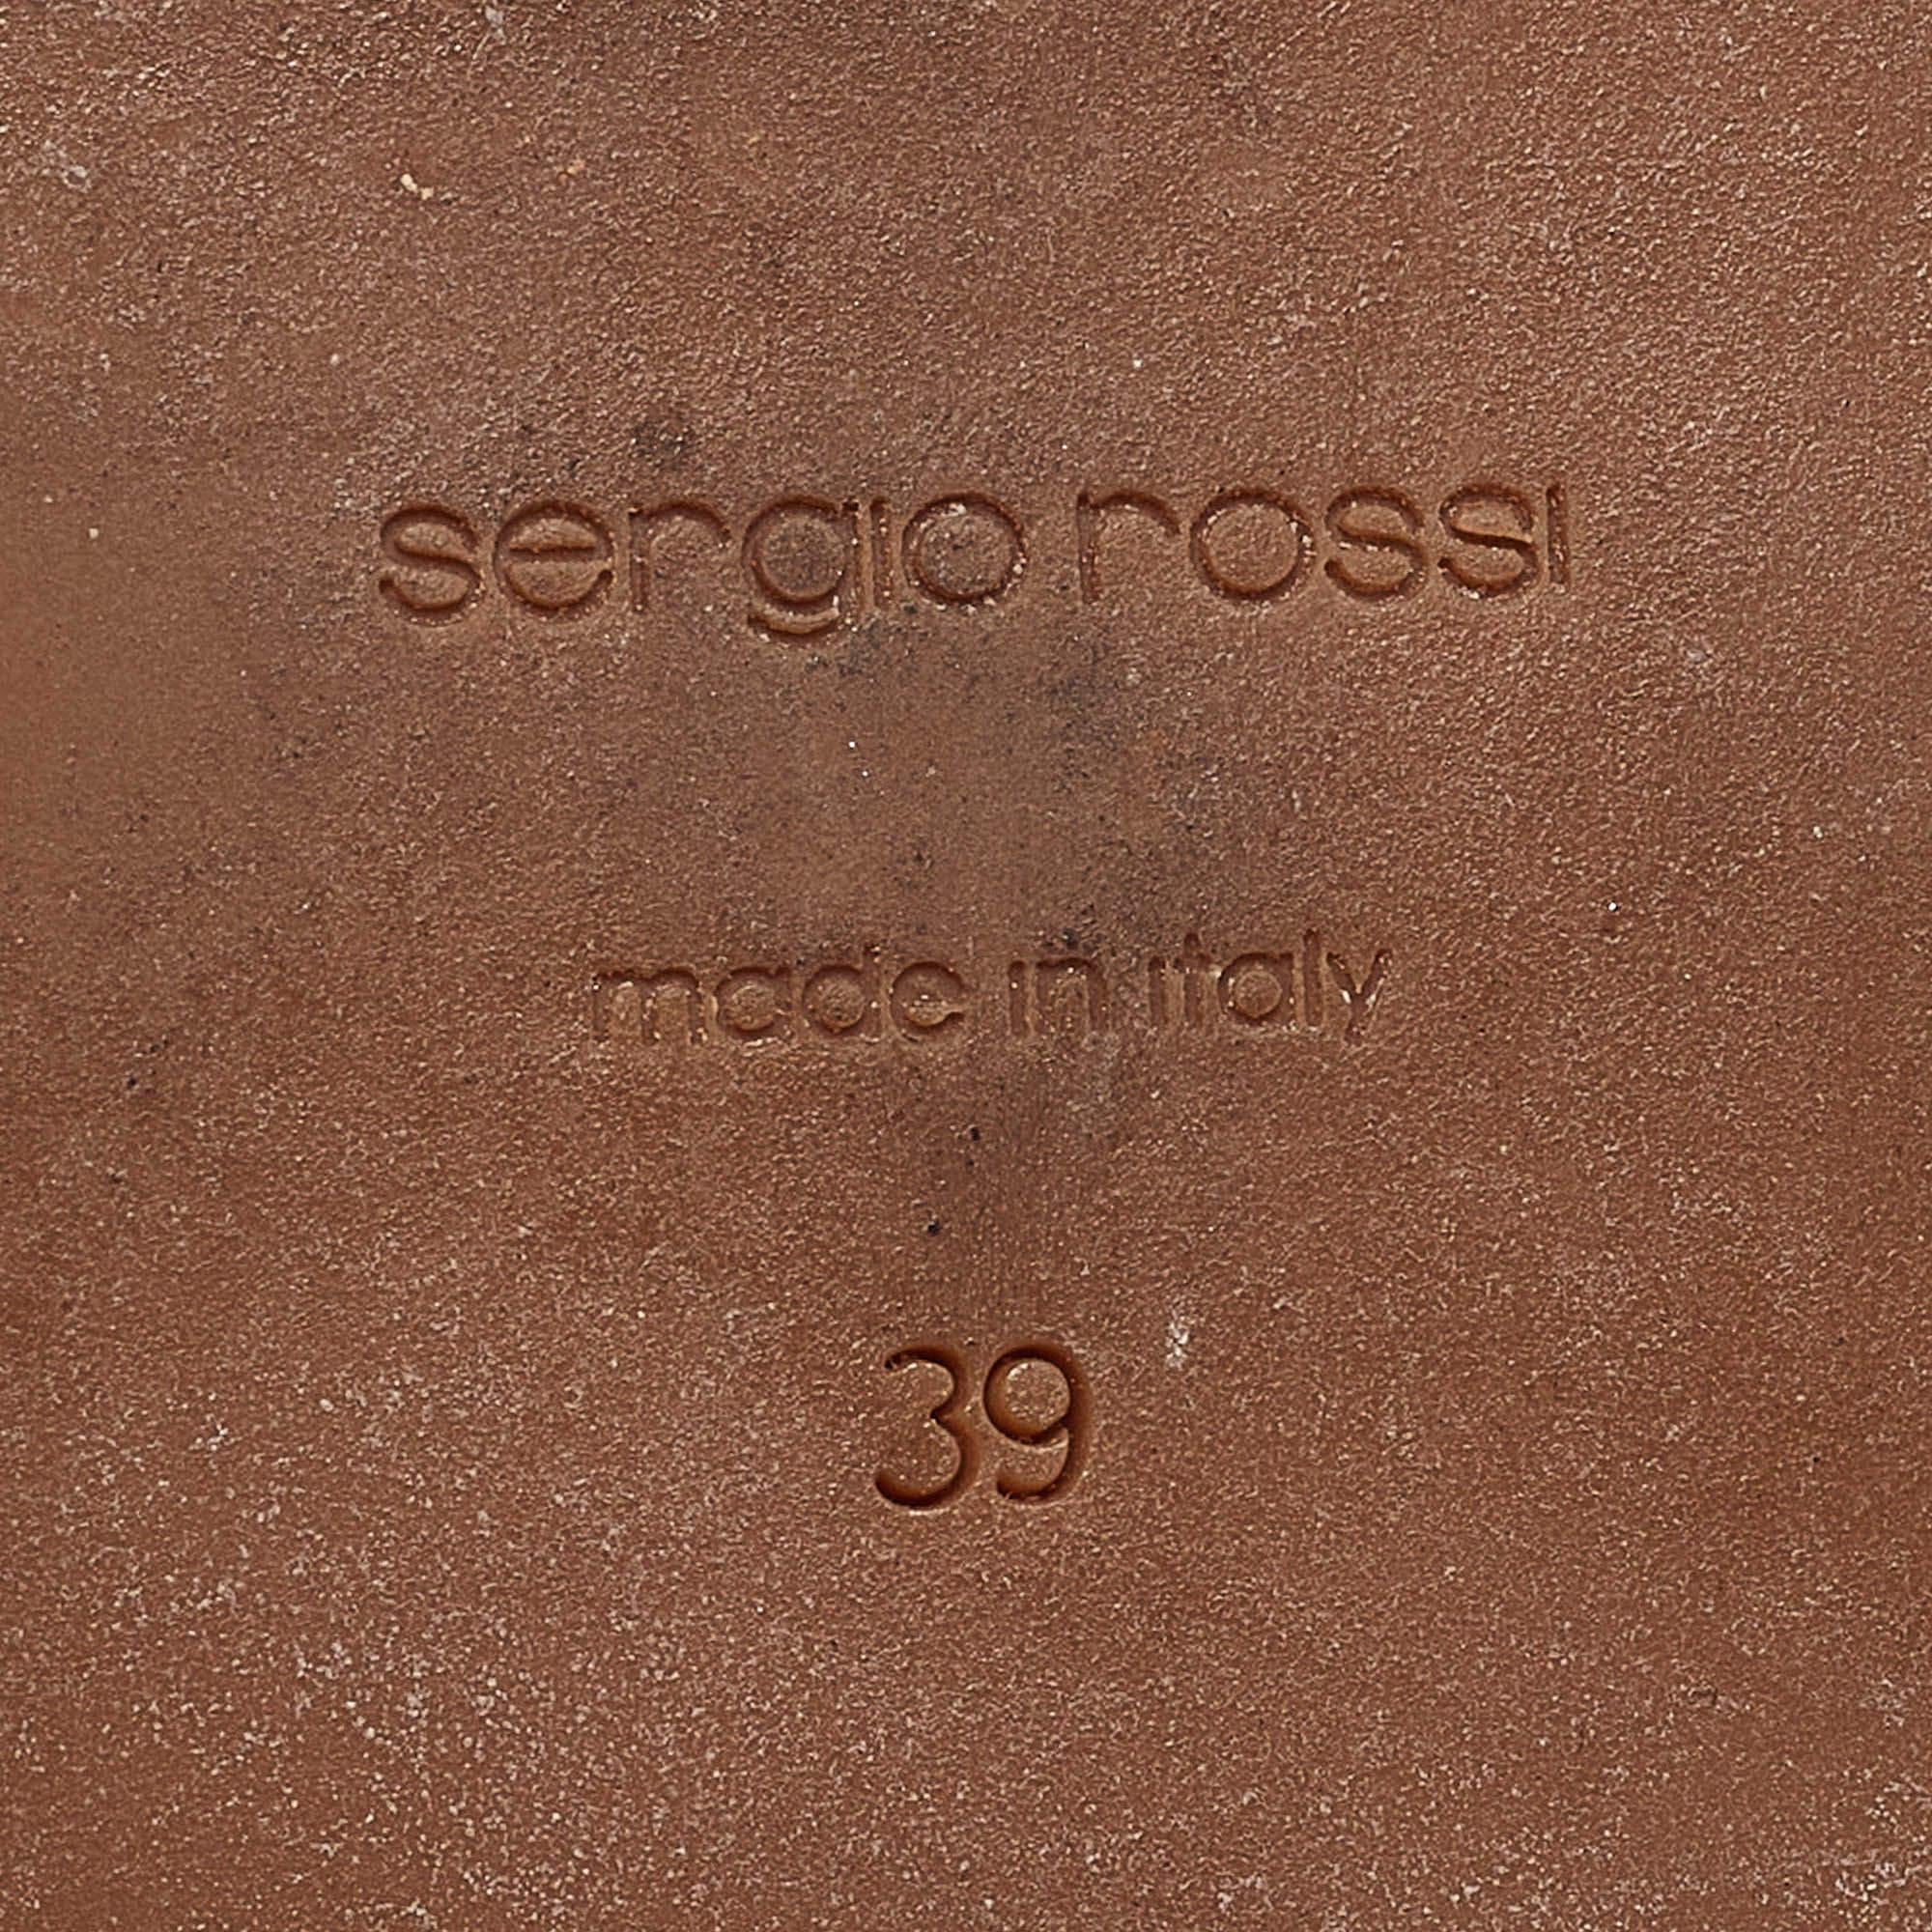 sergio rossi
made in italy
39